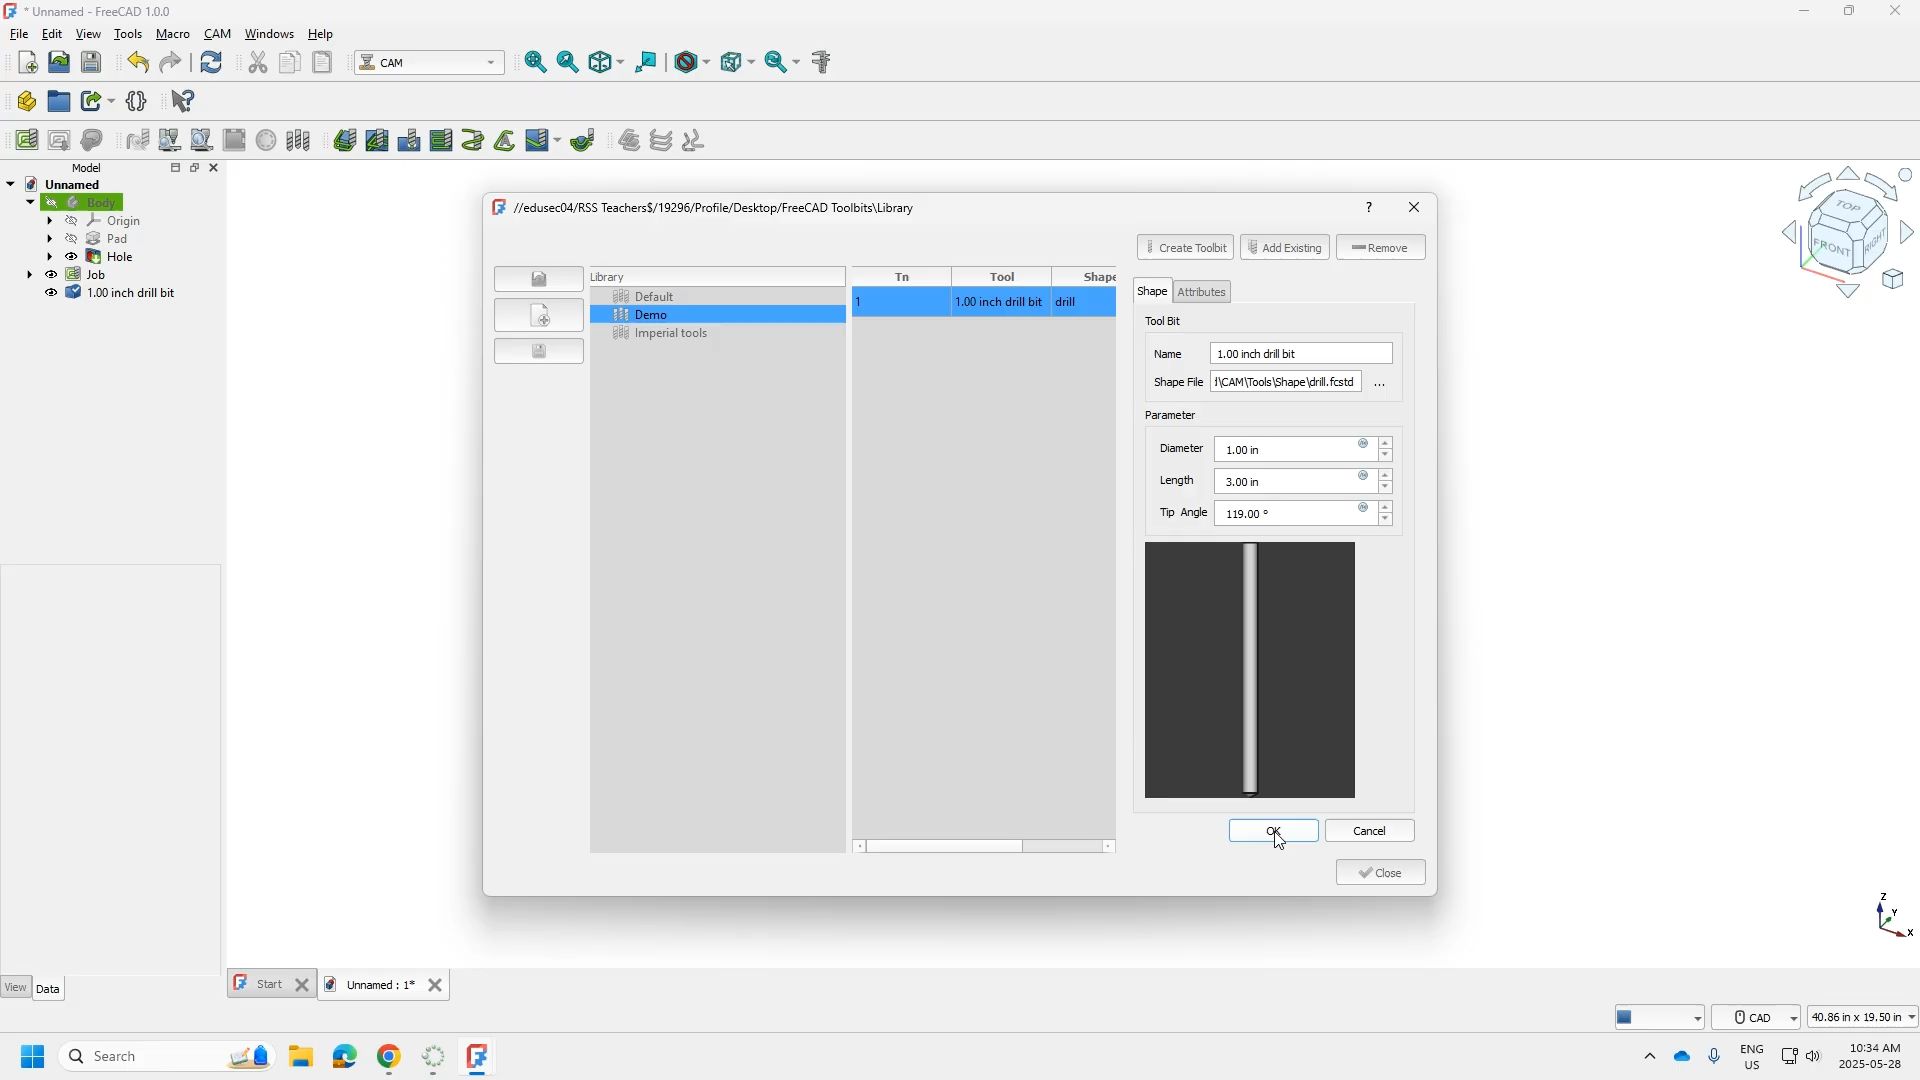 * Unnamed - FreeCAD 1.0.0
File Edit View Tools Macro CAM Windows Help
CAM
Model
Unnamed
Body
Origin
Pad
Hole
Job
1.00 inch drill bit
//edusec04/RSS Teachers$/19296/Profile/Desktop/FreeCAD Toolbits\Library
?
Create Toolbit Add Existing Remove
Library
Default
Demo
Imperial tools
Tn Tool Shape
1 1.00 inch drill bit drill
Shape Attributes
Tool Bit
Name 1.00 inch drill bit
Shape File !\CAM\Tools\Shape\drill.fcstd ...
Parameter
Diameter 1.00 in
Length 3.00 in
Tip Angle 119.00 °
OK Cancel
Close
TOP
FRONT
RIGHT
Z
Y
X
View Data
Start
Unnamed : 1*
CAD
40.86 in x 19.50 in
Search
ENG
US
10:34 AM
2025-05-28